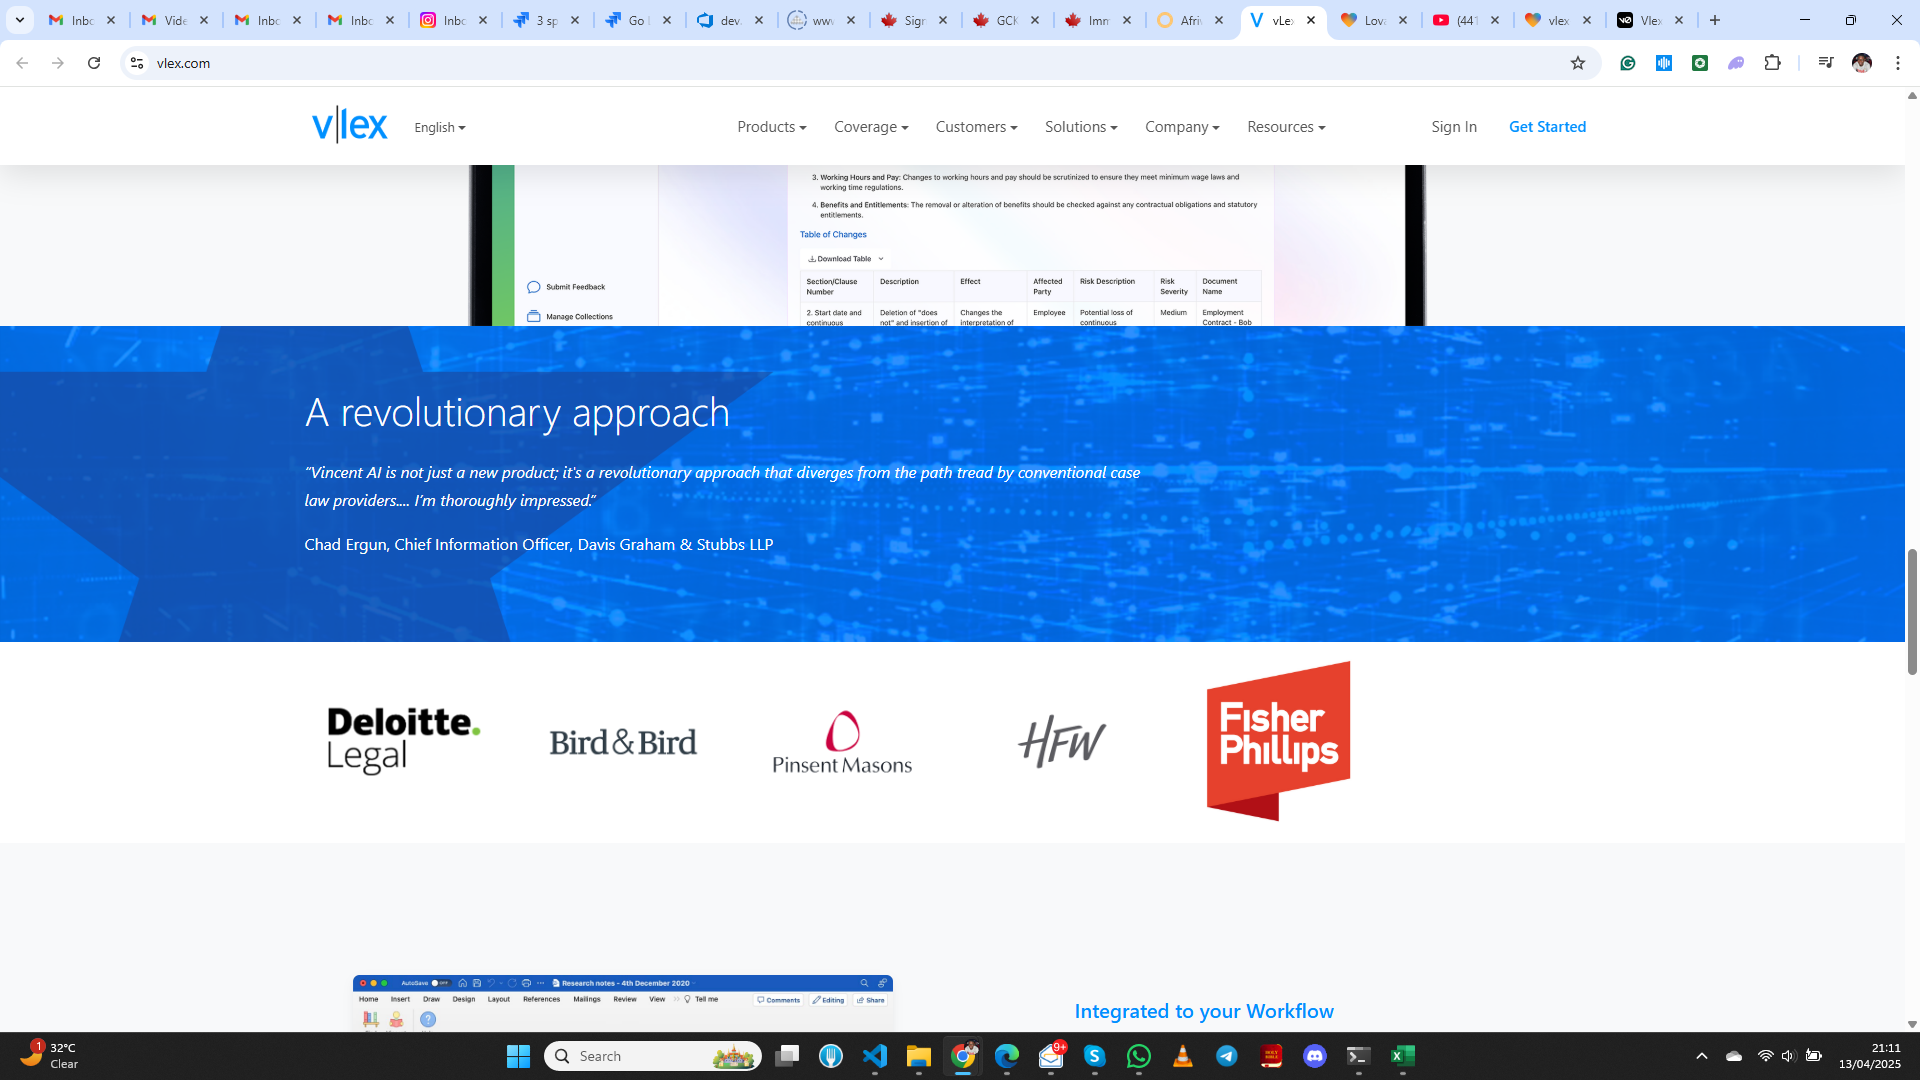 Inbo
Vide
Inbo
Inbo
Inbo
3 sp
Go L
dev.
www
Sign
GCK
Imm
Afri
vLex
Lova
(441
vlex
Vlex
vlex.com
v|lex
English
Products
Coverage
Customers
Solutions
Company
Resources
Sign In
Get Started
3. Working Hours and Pay: Changes to working hours and pay should be scrutinized to ensure they meet minimum wage laws and
working time regulations.
4. Benefits and Entitlements: The removal or alteration of benefits should be checked against any contractual obligations and statutory
entitlements.
Table of Changes
Download Table
Section/Clause
Number
Description
Effect
Affected
Party
Risk Description
Risk
Severity
Document
Name
2. Start date and
continuous
Deletion of "does
not" and insertion of
Changes the
interpretation of
Employee
Potential loss of
continuous
Medium
Employment
Contract - Bob
Submit Feedback
Manage Collections
A revolutionary approach
“Vincent AI is not just a new product; it's a revolutionary approach that diverges from the path tread by conventional case
law providers.... I’m thoroughly impressed.”
Chad Ergun, Chief Information Officer, Davis Graham & Stubbs LLP
Deloitte.
Legal
Bird & Bird
Pinsent Masons
HFW
Fisher
Phillips
AutoSave OFF
Research notes - 4th December 2020
Home Insert Draw Design Layout References Mailings Review View >> Tell me
Comments
Editing
Share
Integrated to your Workflow
1
32°C
Clear
Search
9+
HOLY
BIBLE
21:11
13/04/2025